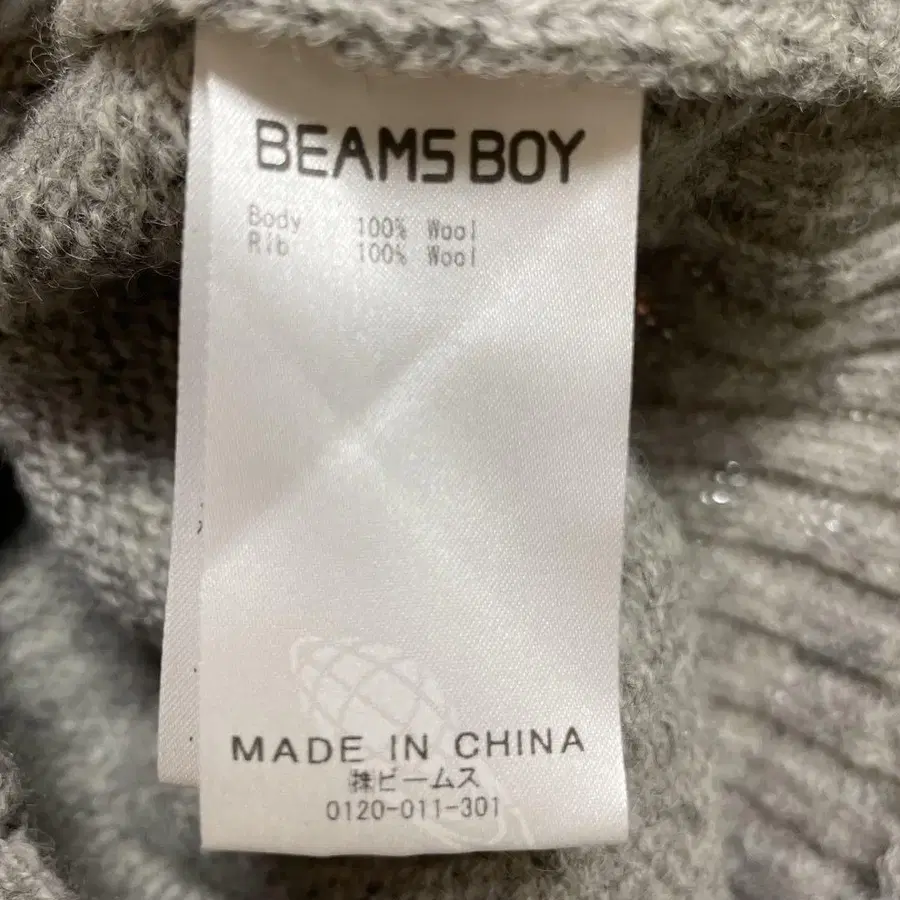 BEAMS BOY
Body 100% Wool
Rib 100% Wool
MADE IN CHINA
㈱ビームス
0120-011-301